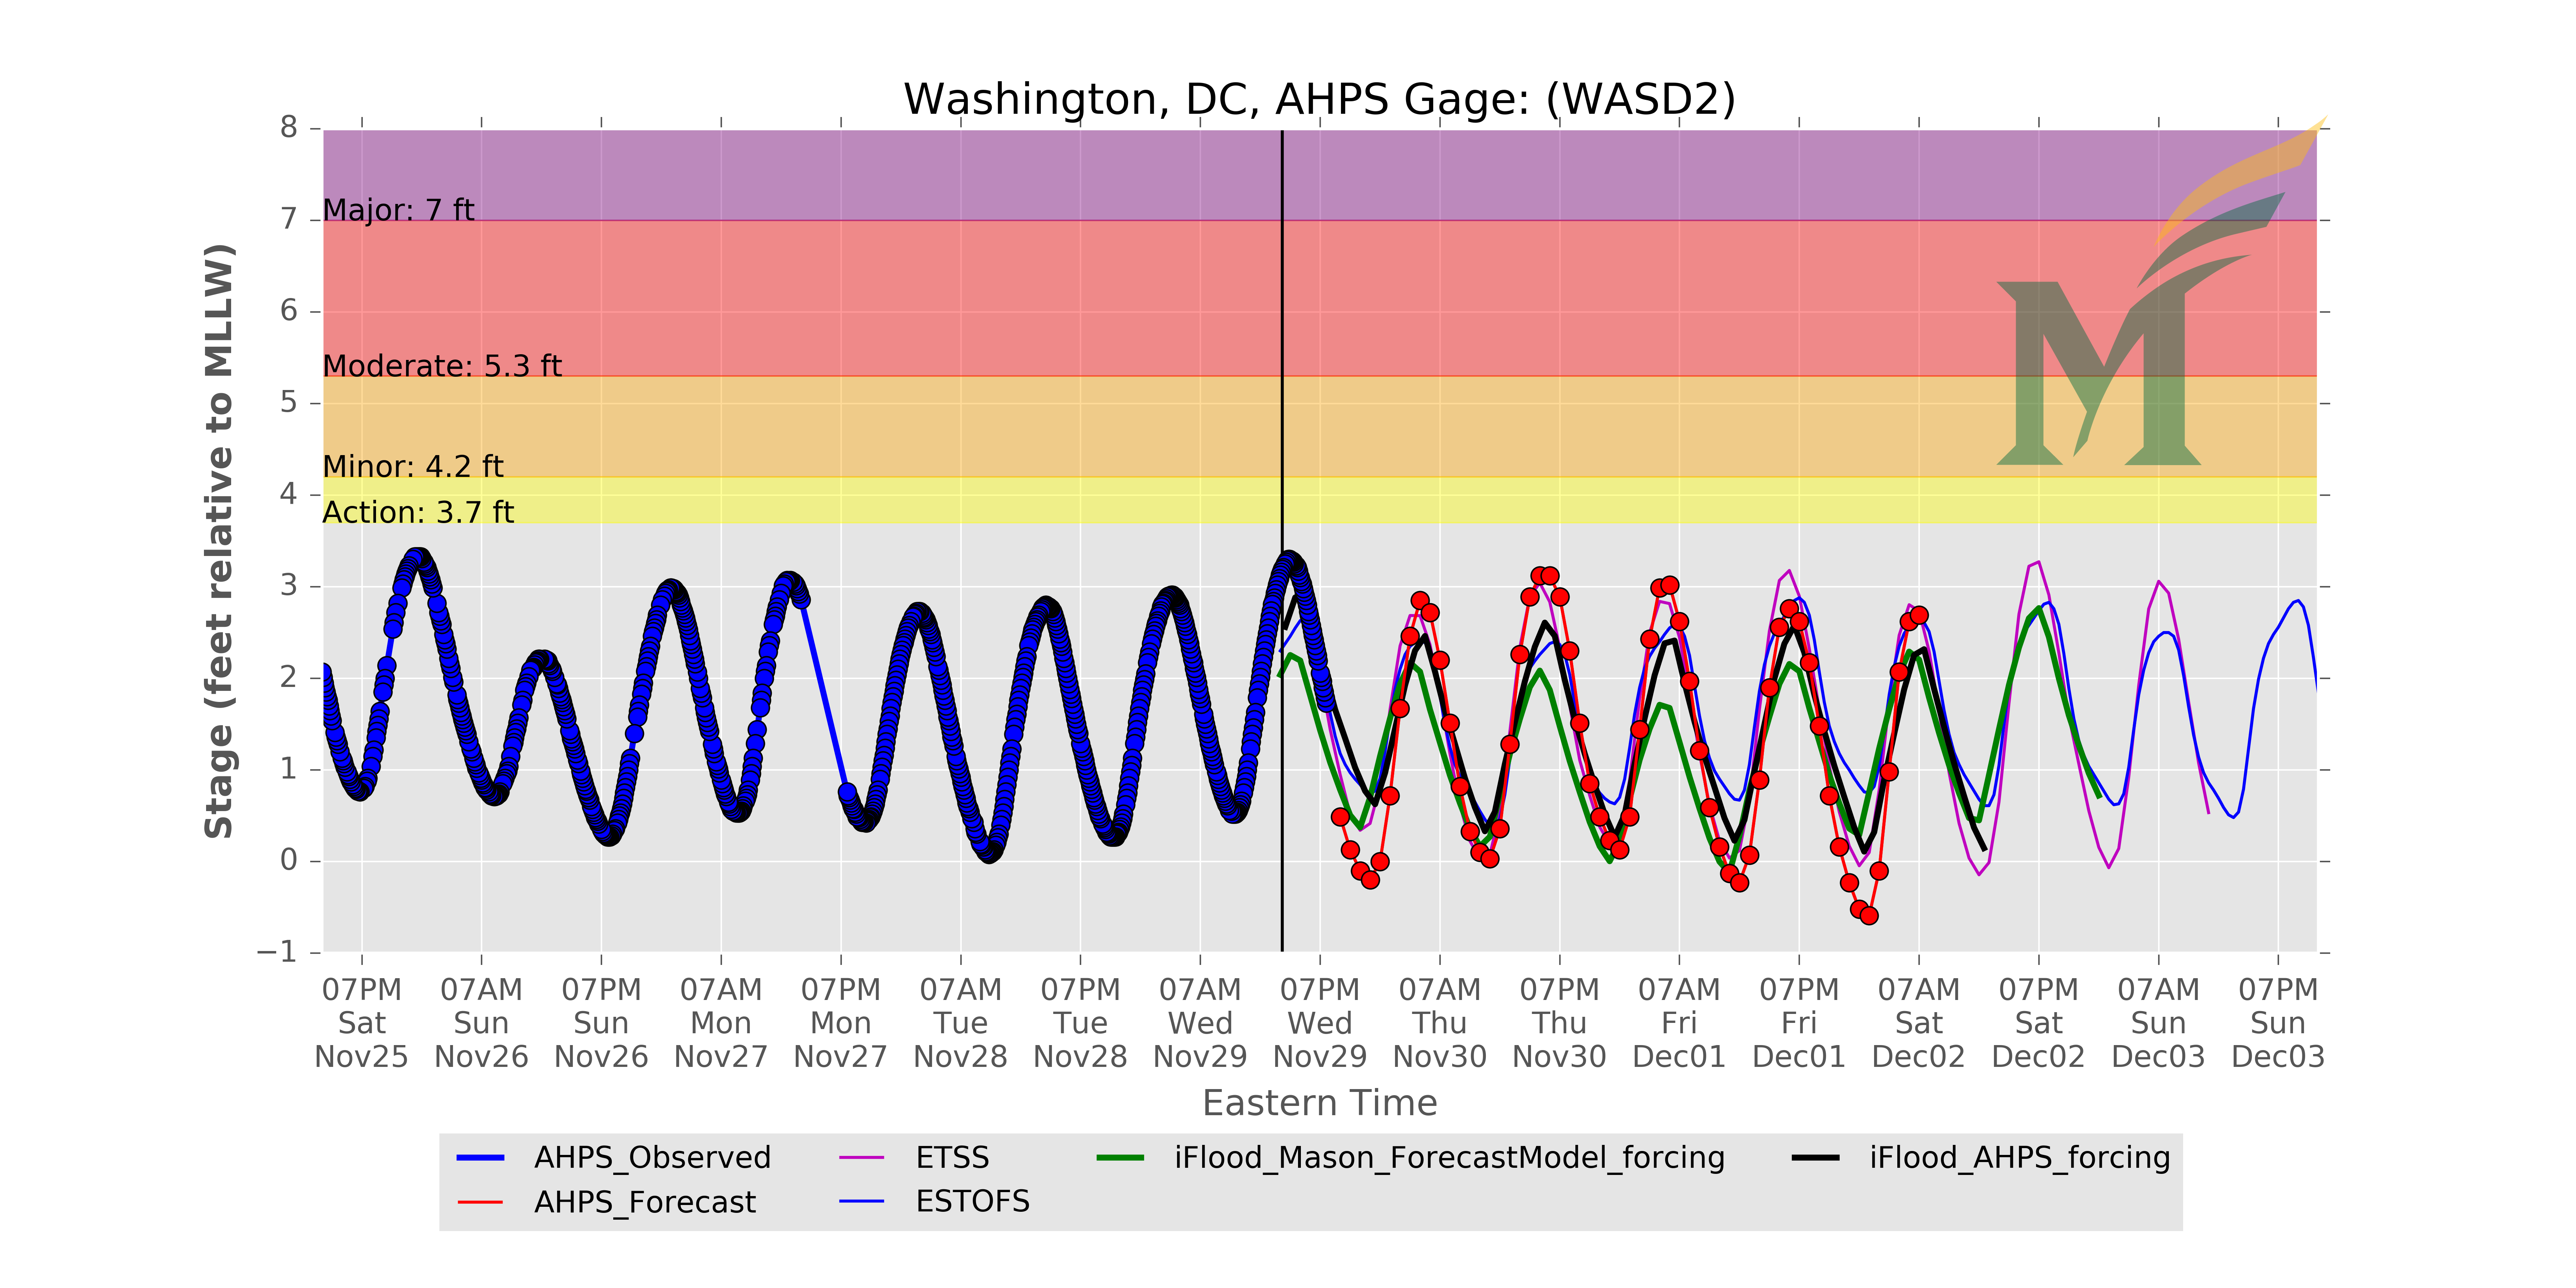 Washington, DC, AHPS Gage: (WASD2)
8
Major: 7 ft
7
6
Moderate: 5.3 ft
5
Minor: 4.2 ft
4
Action: 3.7 ft
3
2
1
0
−1
Stage (feet relative to MLLW)
07PM 07AM 07PM 07AM 07PM 07AM 07PM 07AM 07PM 07AM 07PM 07AM 07PM 07AM 07PM 07AM 07PM
Sat Sun Sun Mon Mon Tue Tue Wed Wed Thu Thu Fri Fri Sat Sat Sun Sun
Nov25 Nov26 Nov26 Nov27 Nov27 Nov28 Nov28 Nov29 Nov29 Nov30 Nov30 Dec01 Dec01 Dec02 Dec02 Dec03 Dec03
Eastern Time
AHPS_Observed ETSS iFlood_Mason_ForecastModel_forcing iFlood_AHPS_forcing
AHPS_Forecast ESTOFS
M